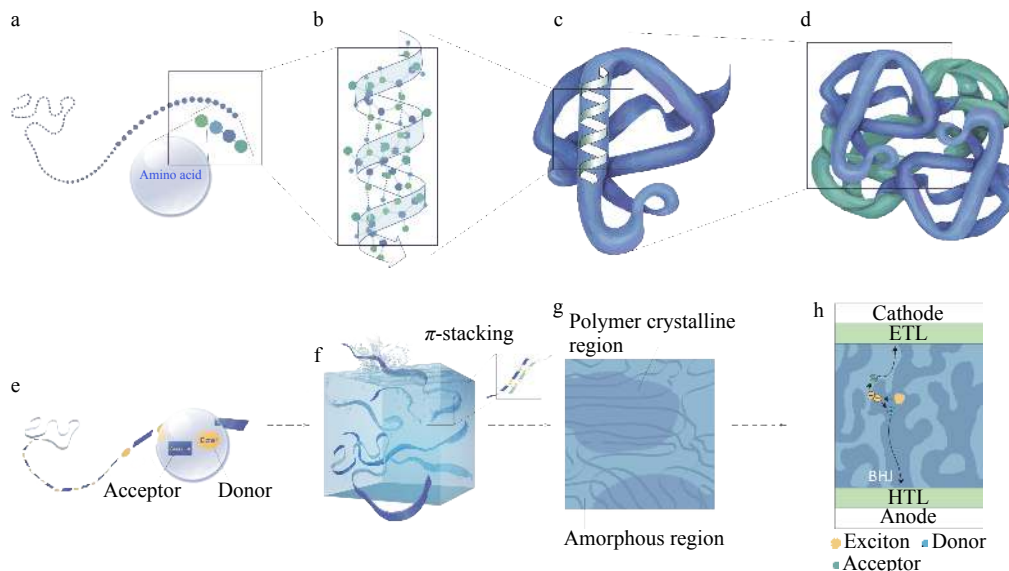 a
b
c
d
Amino acid
e
f
π-stacking
g
Polymer crystalline
region
h
Cathode
ETL
BHJ
HTL
Anode
Acceptor
Donor
Amorphous region
Exciton
Donor
Acceptor